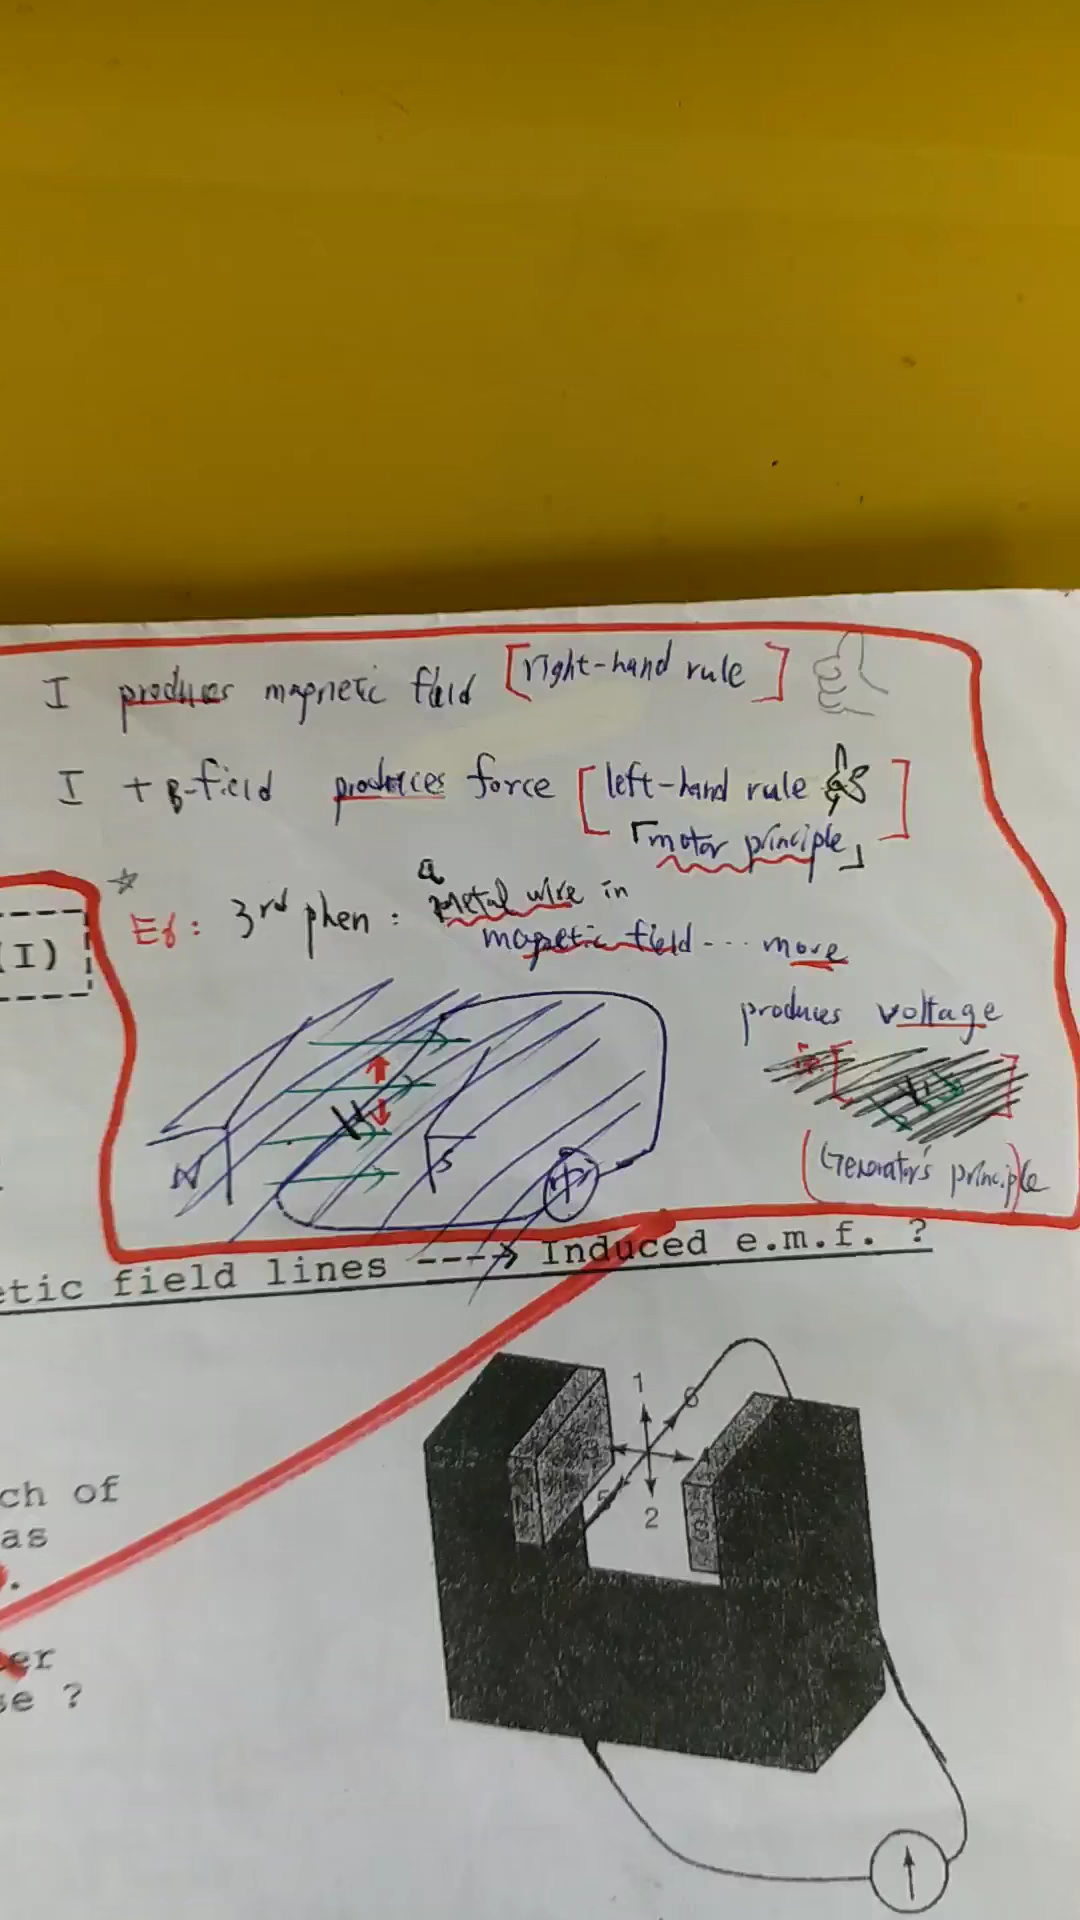 I produces magnetic field [right-hand rule]
I + B-field produces force [left-hand rule]
「motor principle」
3rd phen: a metal wire in
magnetic field ... move
produces voltage
(I)
N
S
(Generator's principle)
etic field lines ----> Induced e.m.f. ?
1
6
3
5
2
ch of
as
er
se ?